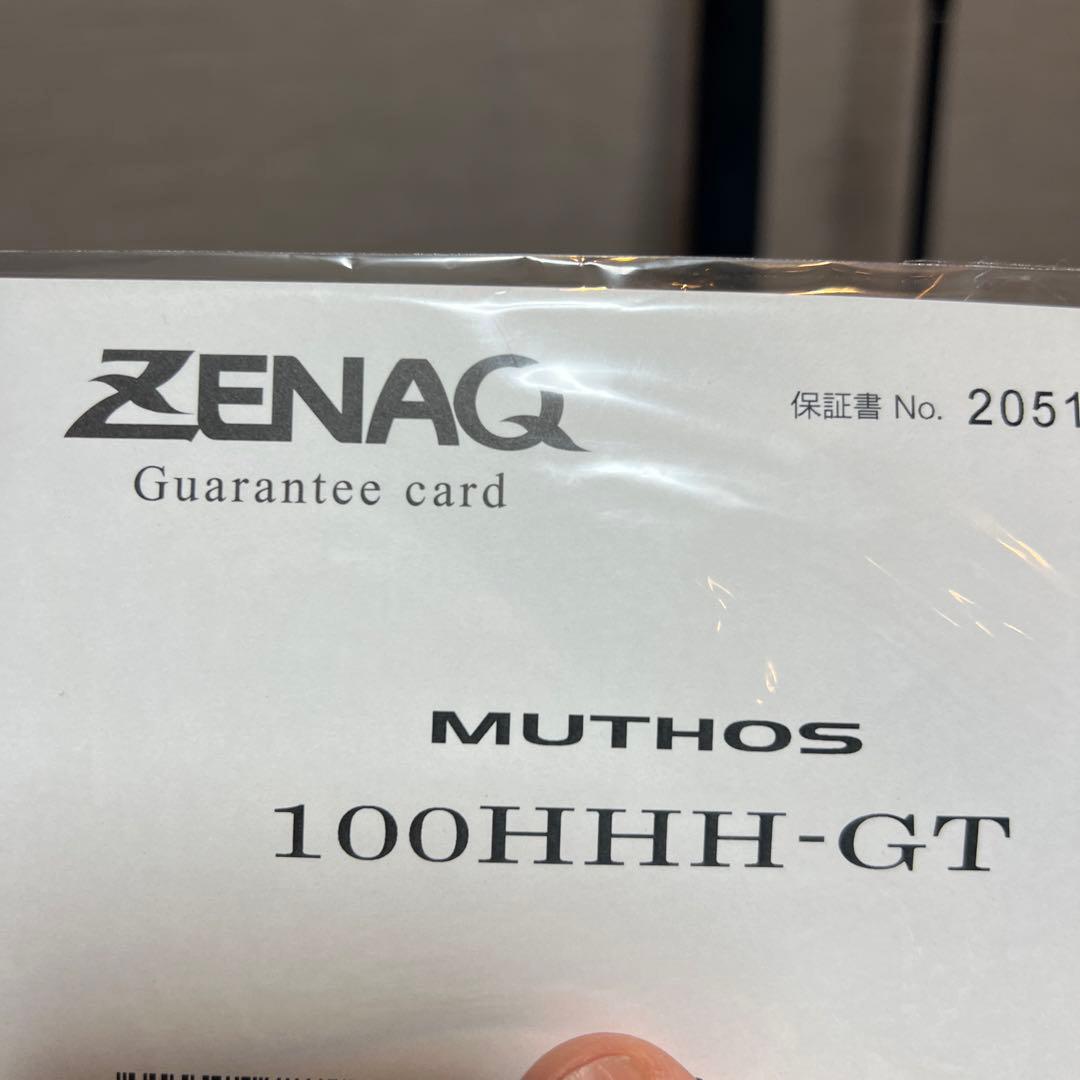 ZENAQ
保証書 No. 2051
Guarantee card
MUTHOS
100HHH-GT